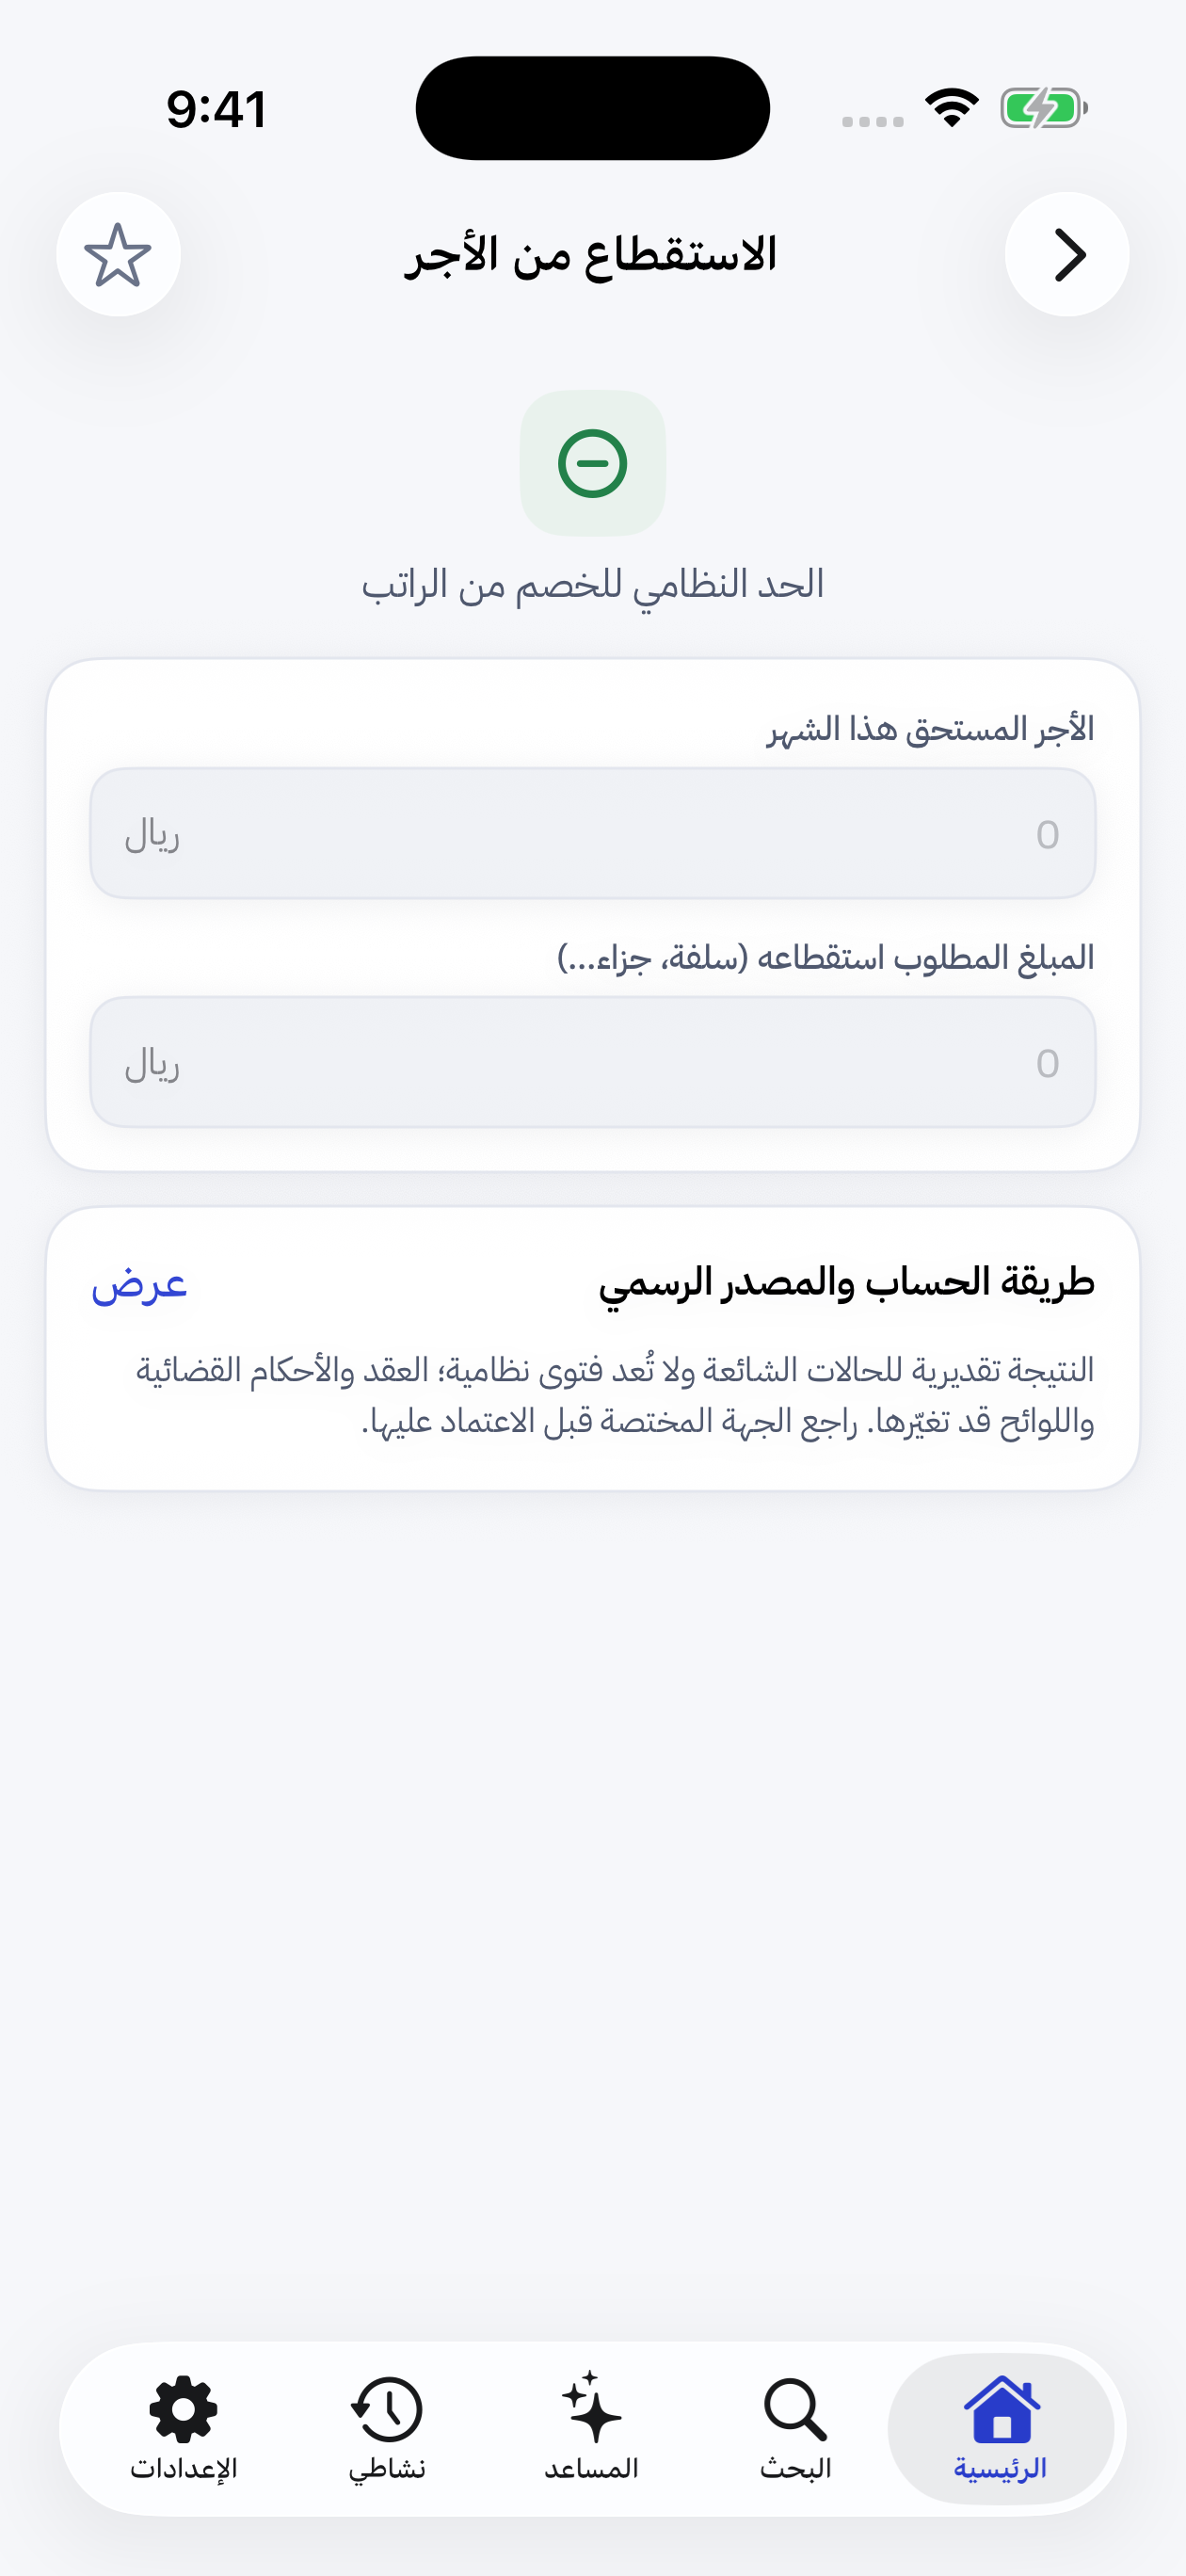 9:41
الاستقطاع من الأجر
الحد النظامي للخصم من الراتب
الأجر المستحق هذا الشهر
0 ريال
المبلغ المطلوب استقطاعه (سلفة، جزاء...)
0 ريال
طريقة الحساب والمصدر الرسمي عرض
النتيجة تقديرية للحالات الشائعة ولا تُعد فتوى نظامية؛ العقد والأحكام القضائية
واللوائح قد تغيّرها. راجع الجهة المختصة قبل الاعتماد عليها.
الرئيسية البحث المساعد نشاطي الإعدادات